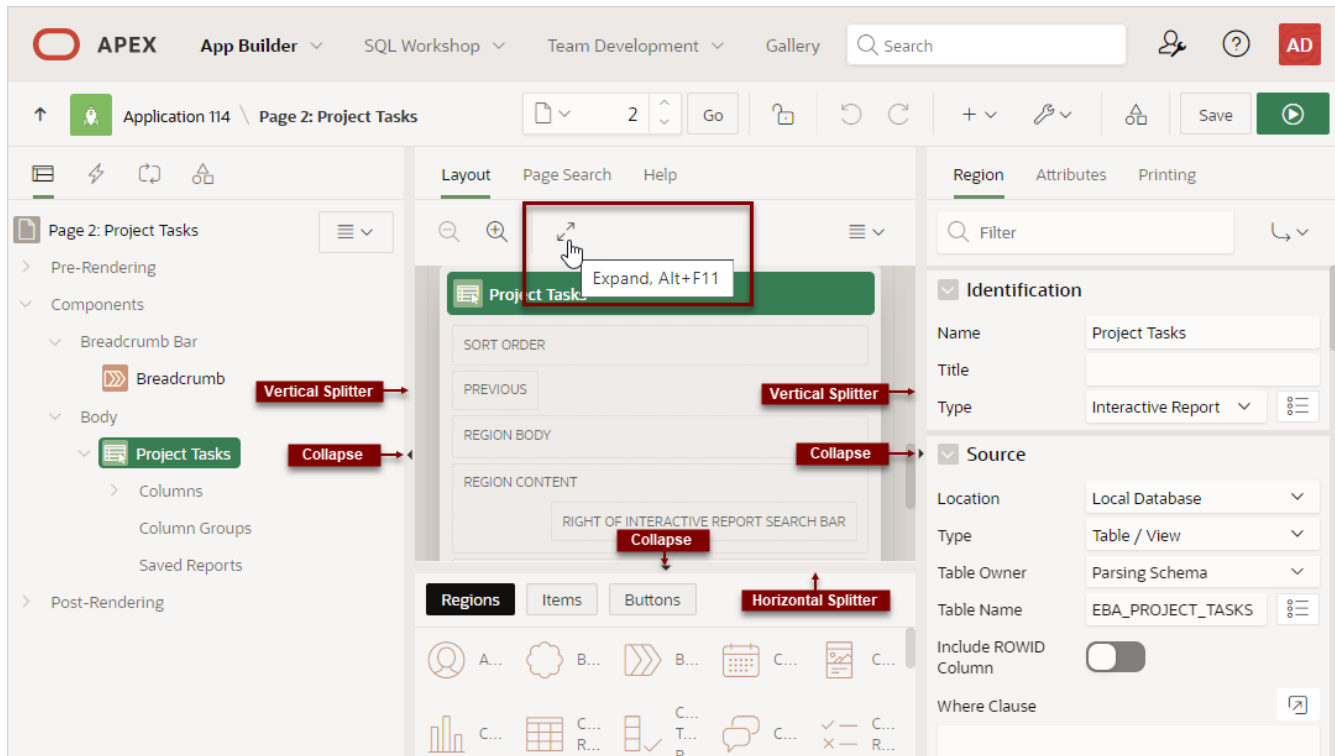 APEX App Builder SQL Workshop Team Development Gallery Search AD
Application 114 \ Page 2: Project Tasks 2 Go Save
Layout Page Search Help
Region Attributes Printing
Page 2: Project Tasks
Pre-Rendering
Components
Breadcrumb Bar
Breadcrumb
Body
Project Tasks
Columns
Column Groups
Saved Reports
Post-Rendering
Vertical Splitter
Collapse
Expand, Alt+F11
Project Tasks
SORT ORDER
PREVIOUS
REGION BODY
REGION CONTENT
RIGHT OF INTERACTIVE REPORT SEARCH BAR
Vertical Splitter
Collapse
Collapse
Horizontal Splitter
Regions Items Buttons
A... B... B... C... C...
C... C... R... C... T... C... C... R...
Filter
Identification
Name Project Tasks
Title
Type Interactive Report
Source
Location Local Database
Type Table / View
Table Owner Parsing Schema
Table Name EBA_PROJECT_TASKS
Include ROWID
Column
Where Clause